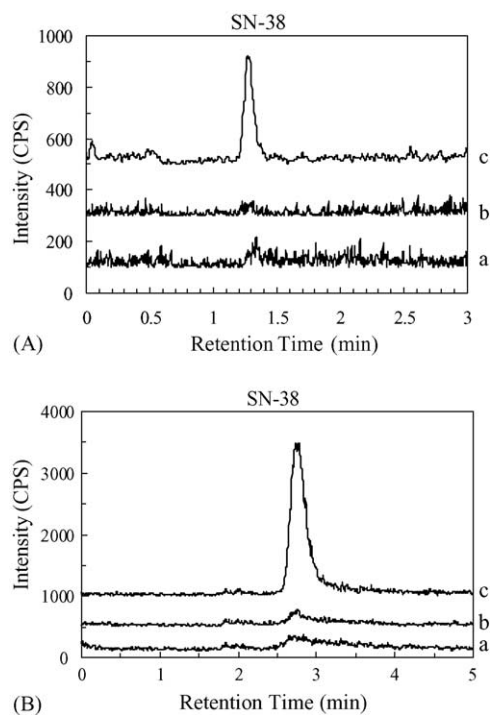 SN-38
1000
800
600
400
200
0
Intensity (CPS)
c
b
a
0 0.5 1 1.5 2 2.5 3
(A) Retention Time (min)
SN-38
4000
3000
2000
1000
0
Intensity (CPS)
c
b
a
0 1 2 3 4 5
(B) Retention Time (min)